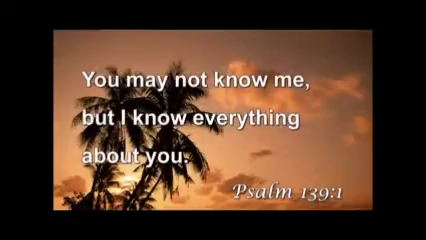 You may not know me,
but I know everything
about you.
Psalm 139:1